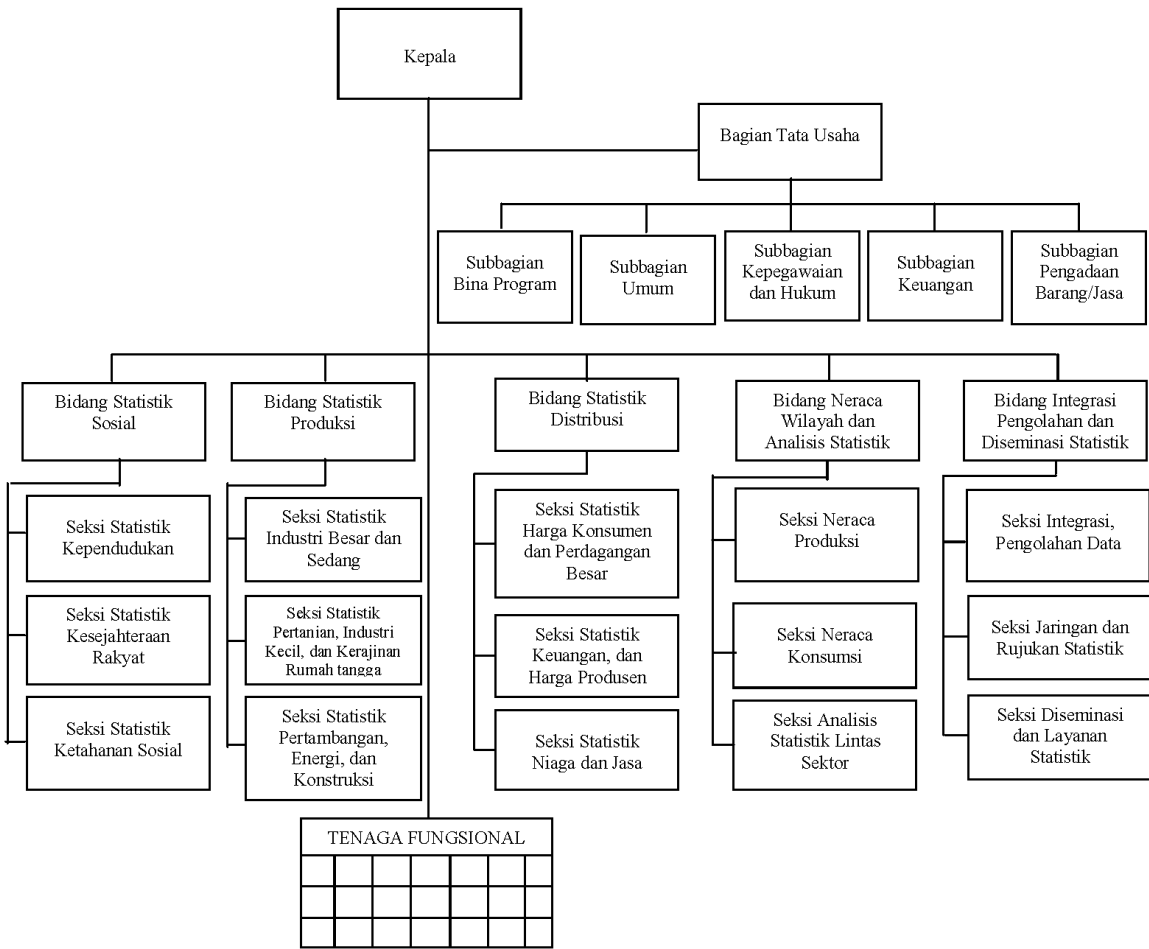 Kepala
Bagian Tata Usaha
Subbagian
Bina Program
Subbagian
Umum
Subbagian
Kepegawaian
dan Hukum
Subbagian
Keuangan
Subbagian
Pengadaan
Barang/Jasa
Bidang Statistik
Sosial
Bidang Statistik
Produksi
Bidang Statistik
Distribusi
Bidang Neraca
Wilayah dan
Analisis Statistik
Bidang Integrasi
Pengolahan dan
Diseminasi Statistik
Seksi Statistik
Kependudukan
Seksi Statistik
Kesejahteraan
Rakyat
Seksi Statistik
Ketahanan Sosial
Seksi Statistik
Industri Besar dan
Sedang
Seksi Statistik
Pertanian, Industri
Kecil, dan Kerajinan
Rumah tangga
Seksi Statistik
Pertambangan,
Energi, dan
Konstruksi
Seksi Statistik
Harga Konsumen
dan Perdagangan
Besar
Seksi Statistik
Keuangan, dan
Harga Produsen
Seksi Statistik
Niaga dan Jasa
Seksi Neraca
Produksi
Seksi Neraca
Konsumsi
Seksi Analisis
Statistik Lintas
Sektor
Seksi Integrasi,
Pengolahan Data
Seksi Jaringan dan
Rujukan Statistik
Seksi Diseminasi
dan Layanan
Statistik
TENAGA FUNGSIONAL